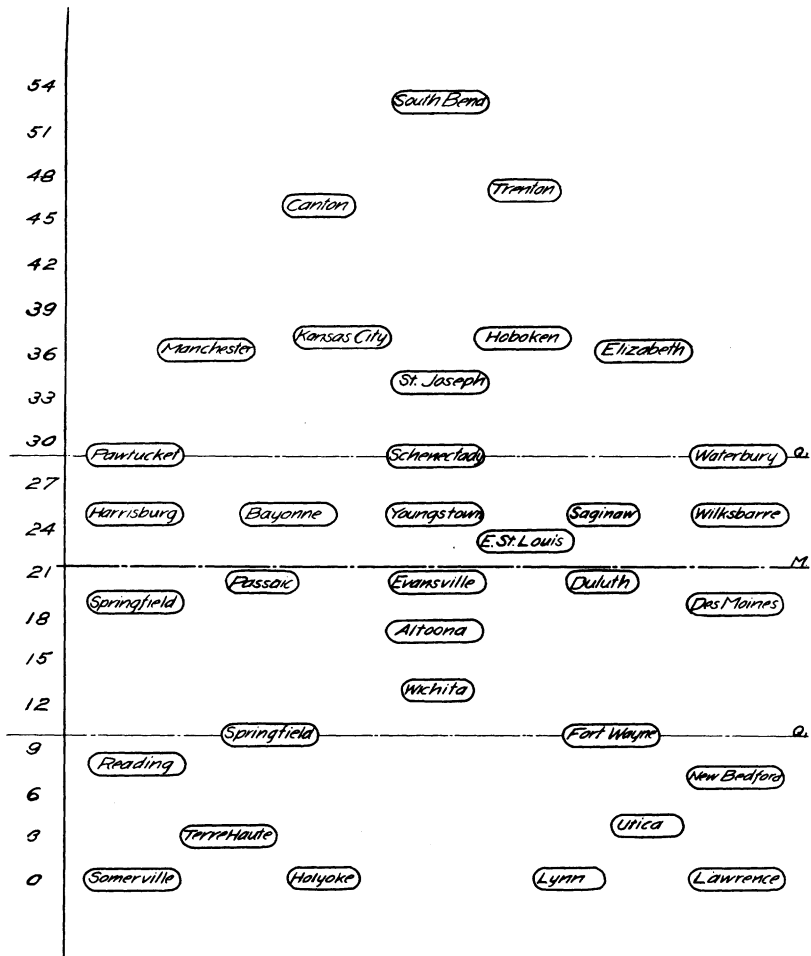 54
South Bend
51
48
Trenton
Canton
45
42
39
Kansas City
Hoboken
Manchester
Elizabeth
36
St. Joseph
33
30
Pawtucket
Schenectady
Waterbury
Q.
27
Harrisburg
Bayonne
Youngstown
Saginaw
Wilksbarre
24
E. St. Louis
M.
21
Passaic
Evansville
Duluth
Springfield
Des Moines
18
Altoona
15
Wichita
12
Springfield
Fort Wayne
Q.
9
Reading
New Bedford
6
Utica
3
Terre Haute
0
Somerville
Holyoke
Lynn
Lawrence